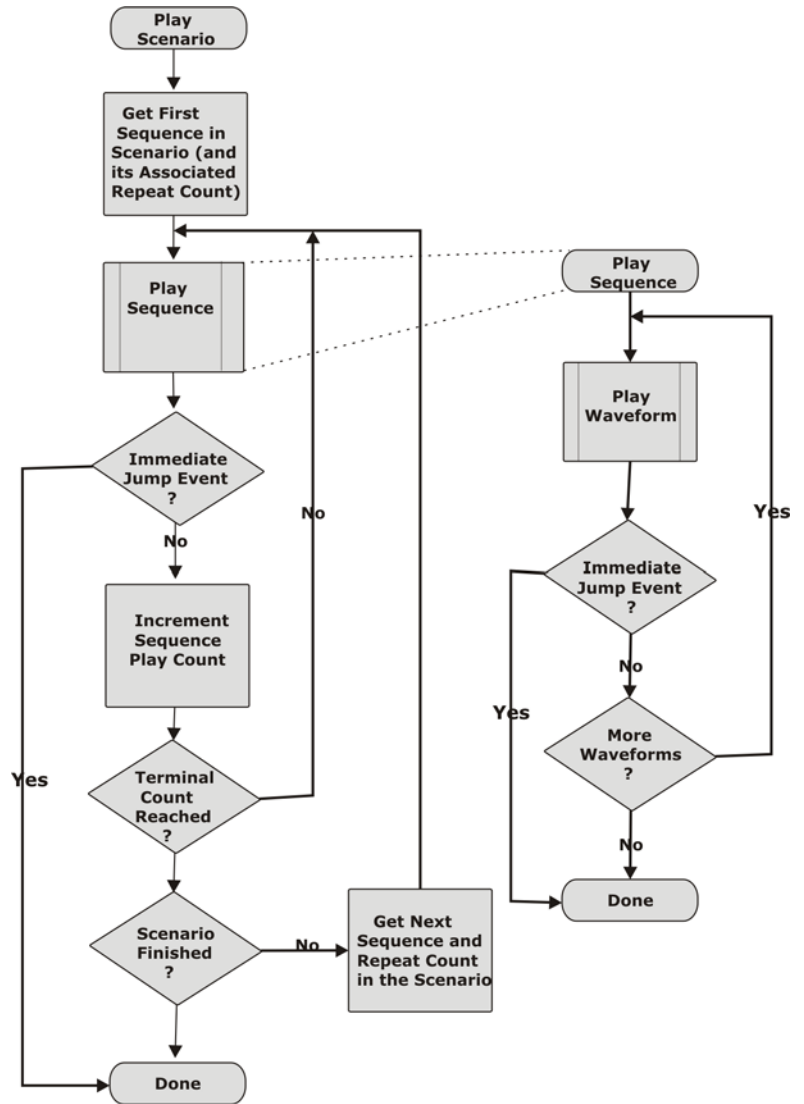 Play
Scenario
Get First
Sequence in
Scenario (and
its Associated
Repeat Count)
Play
Sequence
Immediate
Jump Event
?
No
Increment
Sequence
Play Count
Terminal
Count
Reached
?
No
Yes
Scenario
Finished
?
No
Get Next
Sequence and
Repeat Count
in the Scenario
Done
Play
Sequence
Play
Waveform
Immediate
Jump Event
?
No
Yes
More
Waveforms
?
Yes
No
Done